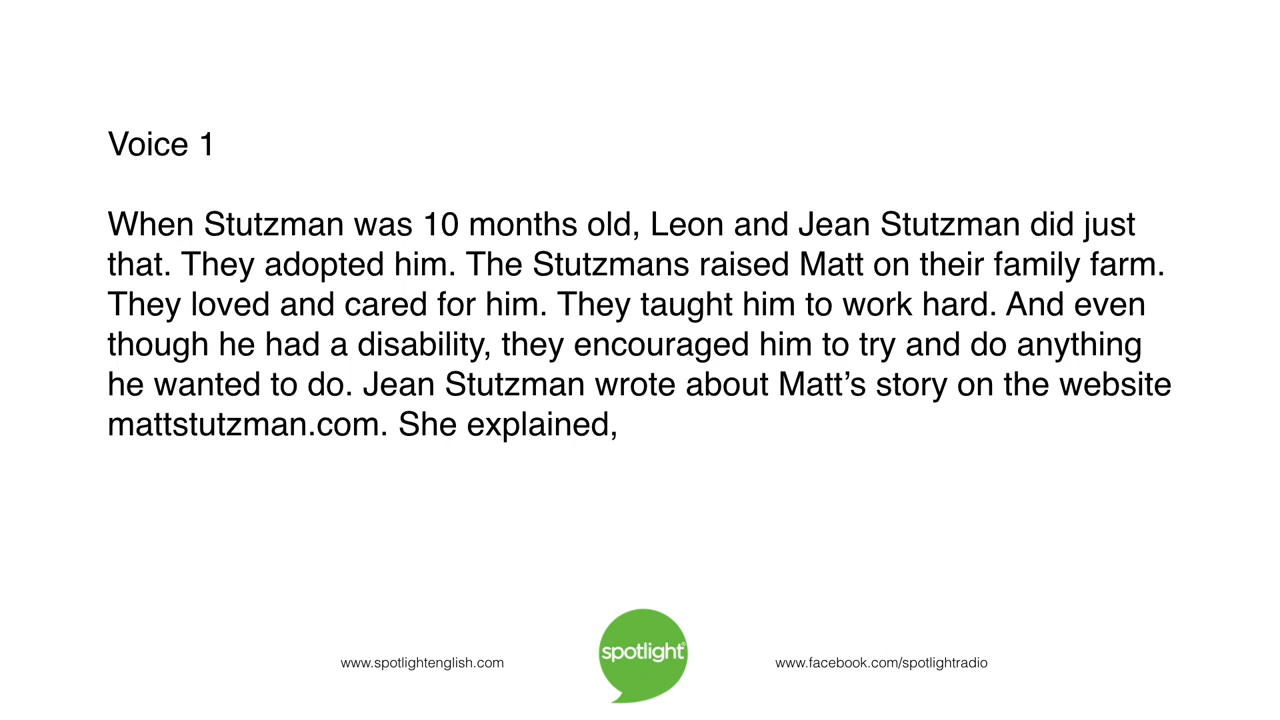 Voice 1
When Stutzman was 10 months old, Leon and Jean Stutzman did just
that. They adopted him. The Stutzmans raised Matt on their family farm.
They loved and cared for him. They taught him to work hard. And even
though he had a disability, they encouraged him to try and do anything
he wanted to do. Jean Stutzman wrote about Matt’s story on the website
mattstutzman.com. She explained,
www.spotlightenglish.com
spotlight®
www.facebook.com/spotlightradio